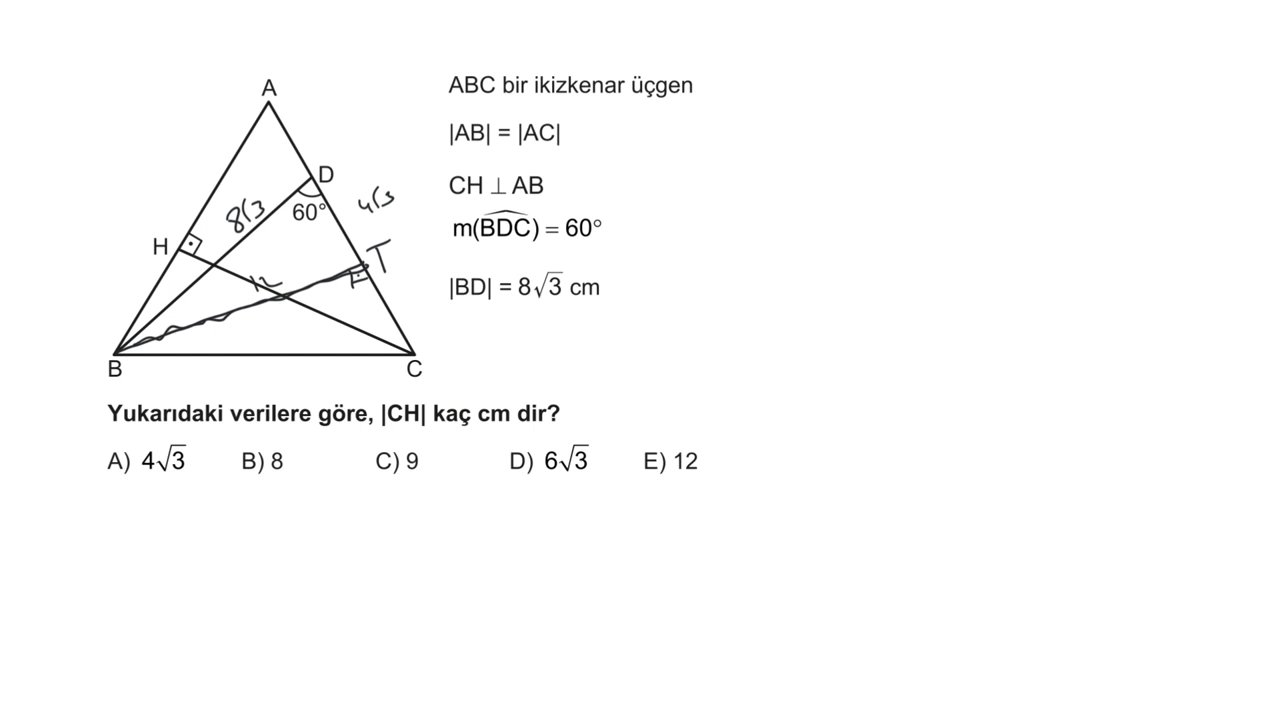 A
ABC bir ikizkenar üçgen
|AB| = |AC|
D
8√3
60°
4√3
CH ⊥ AB
H
T
m(BDC) = 60°
12
|BD| = 8√3 cm
B
C
Yukarıdaki verilere göre, |CH| kaç cm dir?
A) 4√3 B) 8 C) 9 D) 6√3 E) 12